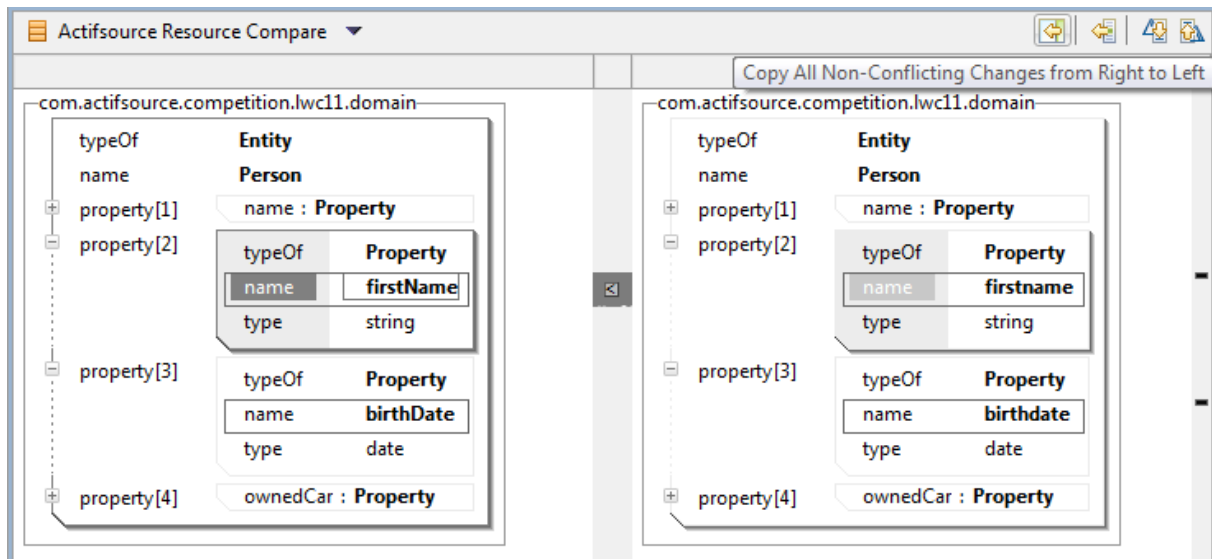 Actifsource Resource Compare
Copy All Non-Conflicting Changes from Right to Left
com.actifsource.competition.lwc11.domain
typeOf Entity
name Person
property[1] name : Property
property[2] typeOf Property
name firstName
type string
property[3] typeOf Property
name birthDate
type date
property[4] ownedCar : Property
com.actifsource.competition.lwc11.domain
typeOf Entity
name Person
property[1] name : Property
property[2] typeOf Property
name firstname
type string
property[3] typeOf Property
name birthdate
type date
property[4] ownedCar : Property